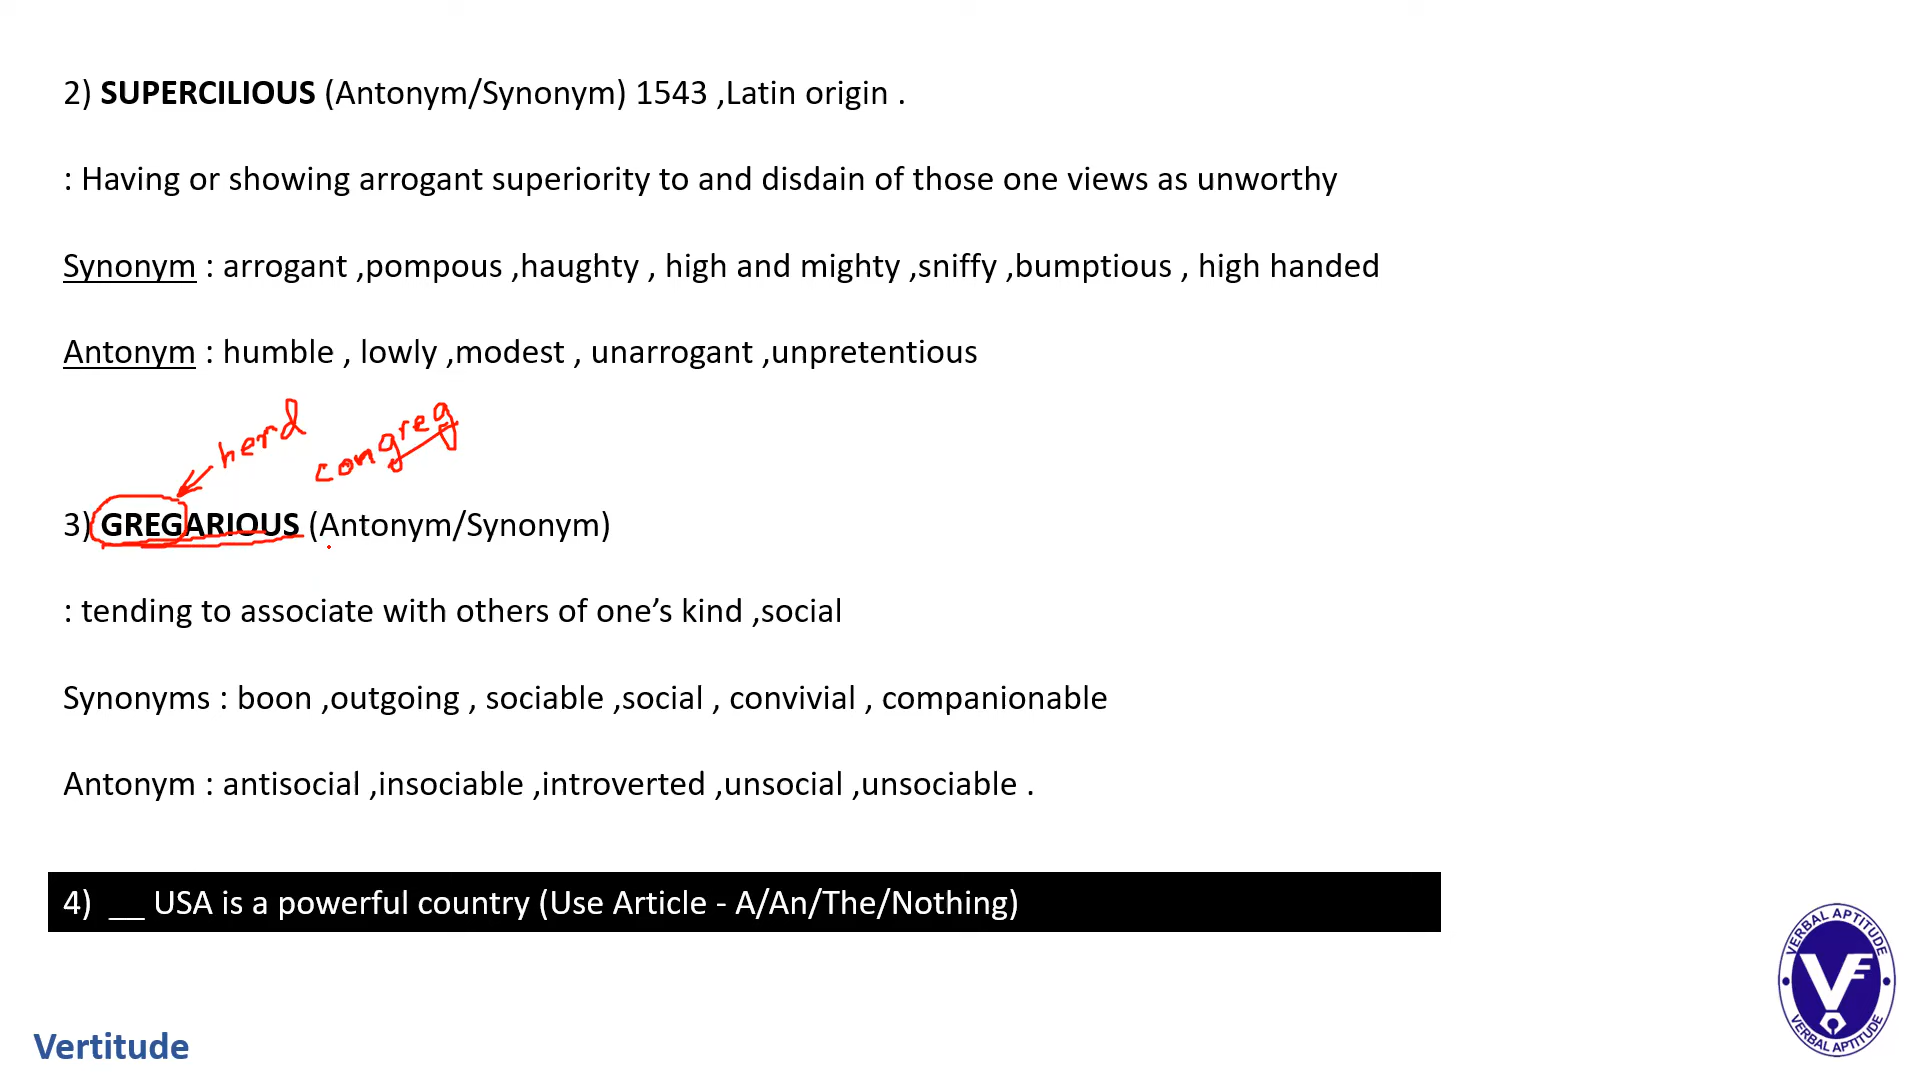 2) SUPERCILIOUS (Antonym/Synonym) 1543 ,Latin origin .
: Having or showing arrogant superiority to and disdain of those one views as unworthy
Synonym : arrogant ,pompous ,haughty , high and mighty ,sniffy ,bumptious , high handed
Antonym : humble , lowly ,modest , unarrogant ,unpretentious
herd congreg
3) GREGARIOUS (Antonym/Synonym)
: tending to associate with others of one’s kind ,social
Synonyms : boon ,outgoing , sociable ,social , convivial , companionable
Antonym : antisocial ,insociable ,introverted ,unsocial ,unsociable .
4) __ USA is a powerful country (Use Article - A/An/The/Nothing)
VERBAL APTITUDE
VE
VERBAL APTITUDE
Vertitude